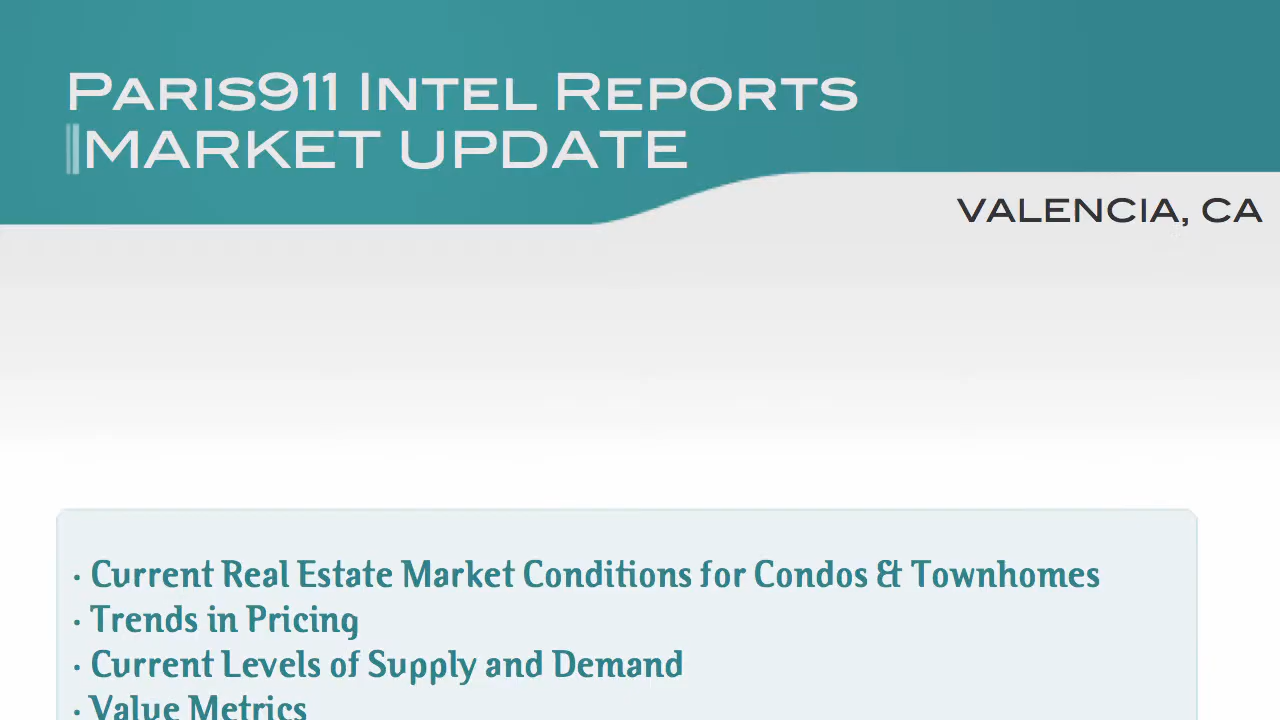 Paris911 Intel Reports
MARKET UPDATE
VALENCIA, CA
· Current Real Estate Market Conditions for Condos & Townhomes
· Trends in Pricing
· Current Levels of Supply and Demand
· Value Metrics